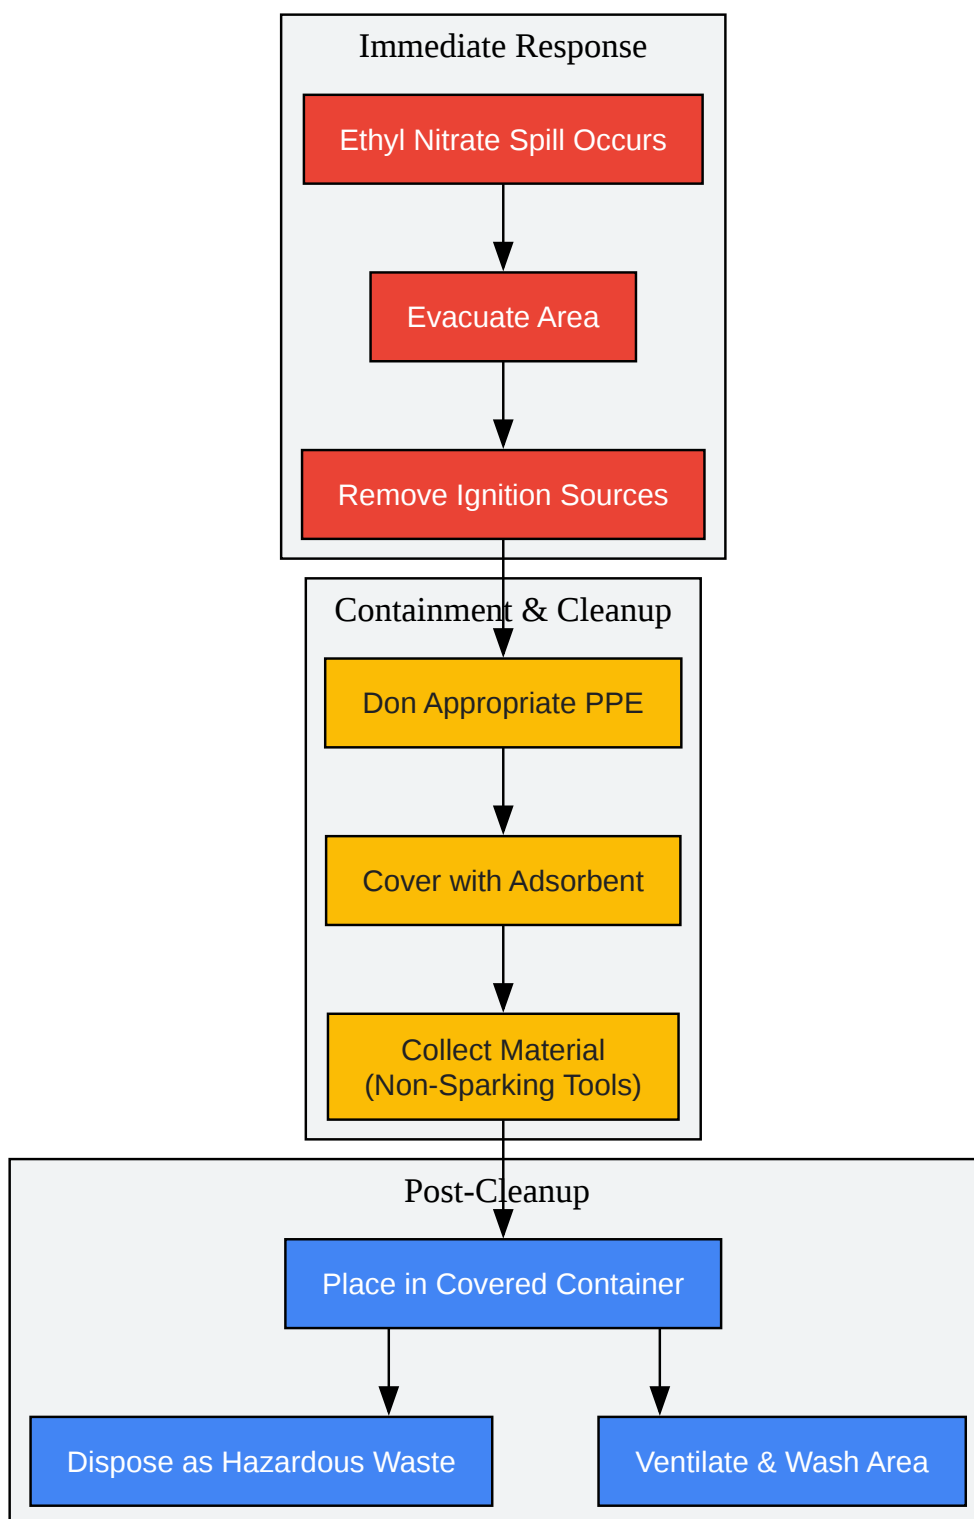 Immediate Response
Ethyl Nitrate Spill Occurs
Evacuate Area
Remove Ignition Sources
Containment & Cleanup
Don Appropriate PPE
Cover with Adsorbent
Collect Material
(Non-Sparking Tools)
Post-Cleanup
Place in Covered Container
Dispose as Hazardous Waste
Ventilate & Wash Area